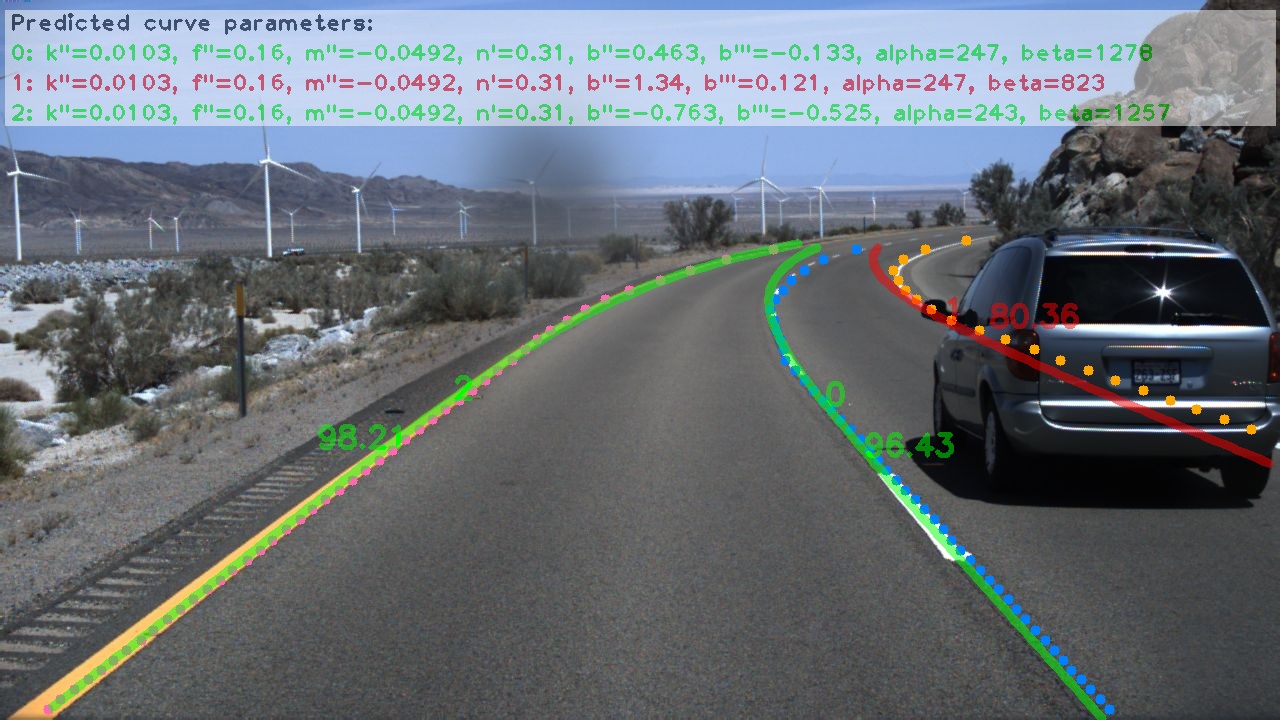 Predicted curve parameters:
0: k''=0.0103, f''=0.16, m''=−0.0492, n'=0.31, b''=0.463, b'''=−0.133, alpha=247, beta=1278
1: k''=0.0103, f''=0.16, m''=−0.0492, n'=0.31, b''=1.34, b'''=0.121, alpha=247, beta=823
2: k''=0.0103, f''=0.16, m''=−0.0492, n'=0.31, b''=−0.763, b'''=−0.525, alpha=243, beta=1257
1 80.36
2
0
98.21
96.43